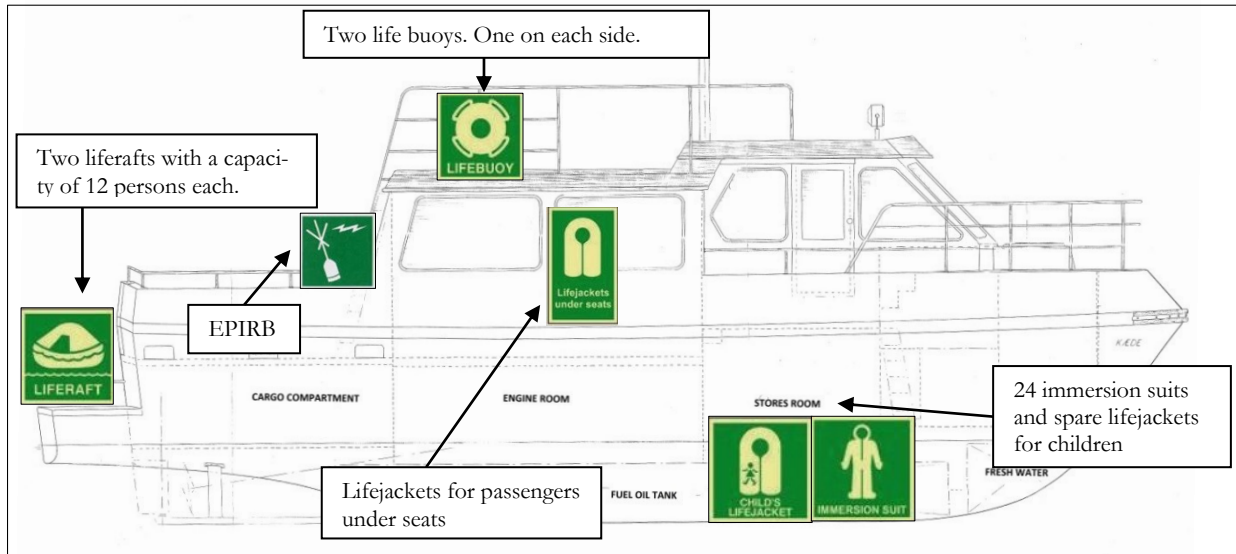 Two life buoys. One on each side.
LIFEBUOY
Two liferafts with a capaci-
ty of 12 persons each.
Lifejackets
under seats
EPIRB
LIFERAFT
KÆDE
CARGO COMPARTMENT
ENGINE ROOM
STORES ROOM
24 immersion suits
and spare lifejackets
for children
FRESH WATER
Lifejackets for passengers
under seats
FUEL OIL TANK
CHILD'S
LIFEJACKET
IMMERSION SUIT